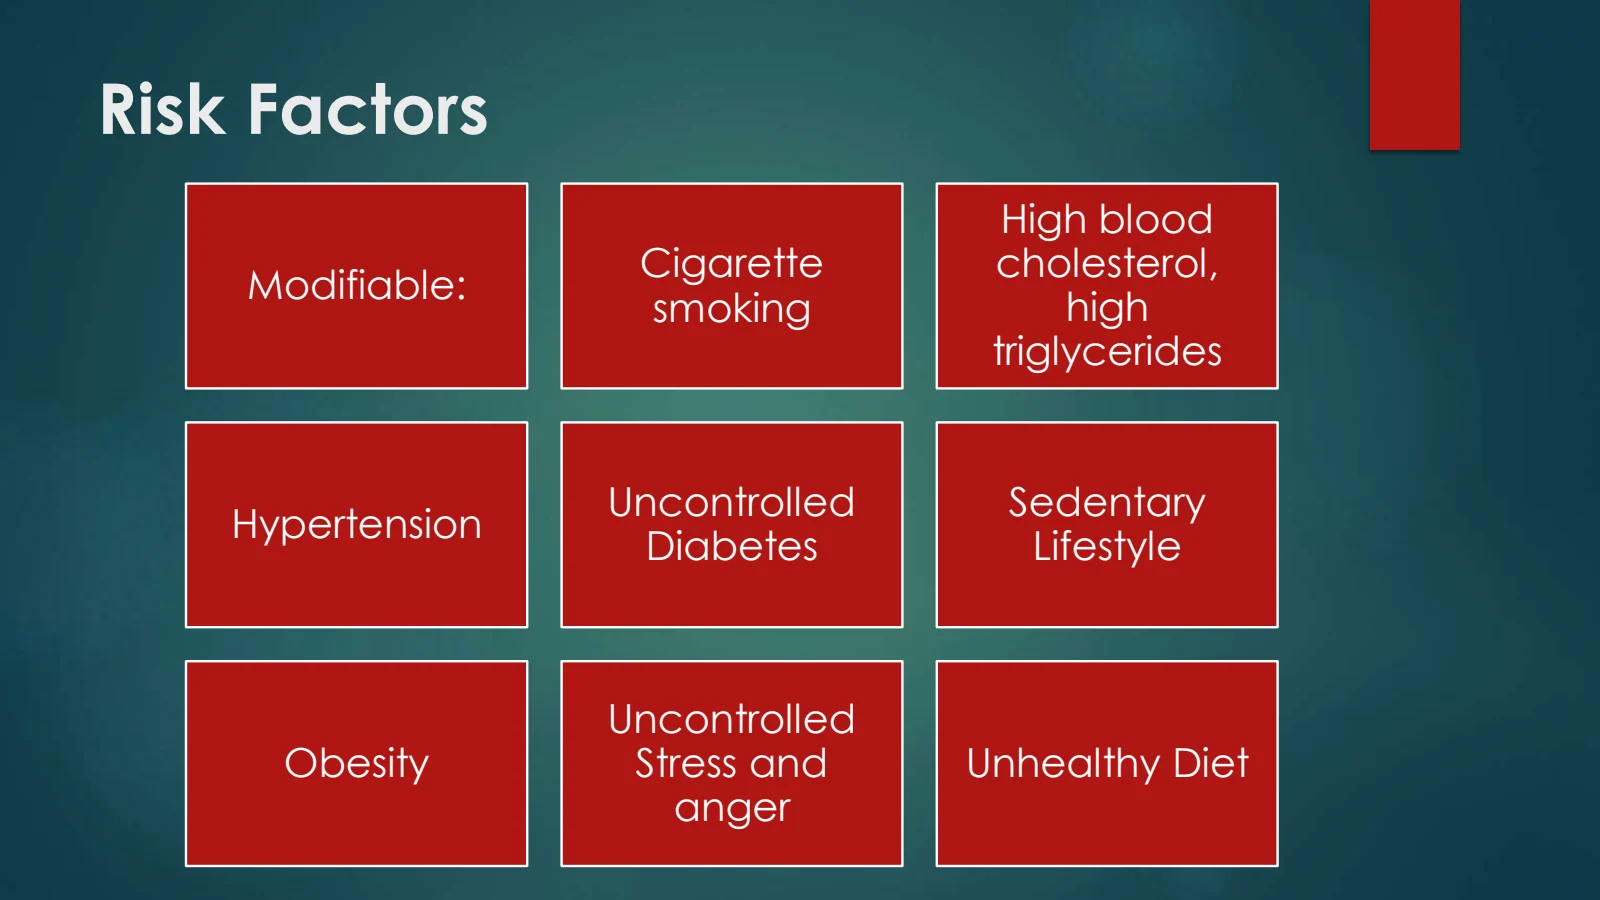 Risk Factors
Modifiable:
Cigarette
smoking
High blood
cholesterol,
high
triglycerides
Hypertension
Uncontrolled
Diabetes
Sedentary
Lifestyle
Obesity
Uncontrolled
Stress and
anger
Unhealthy Diet